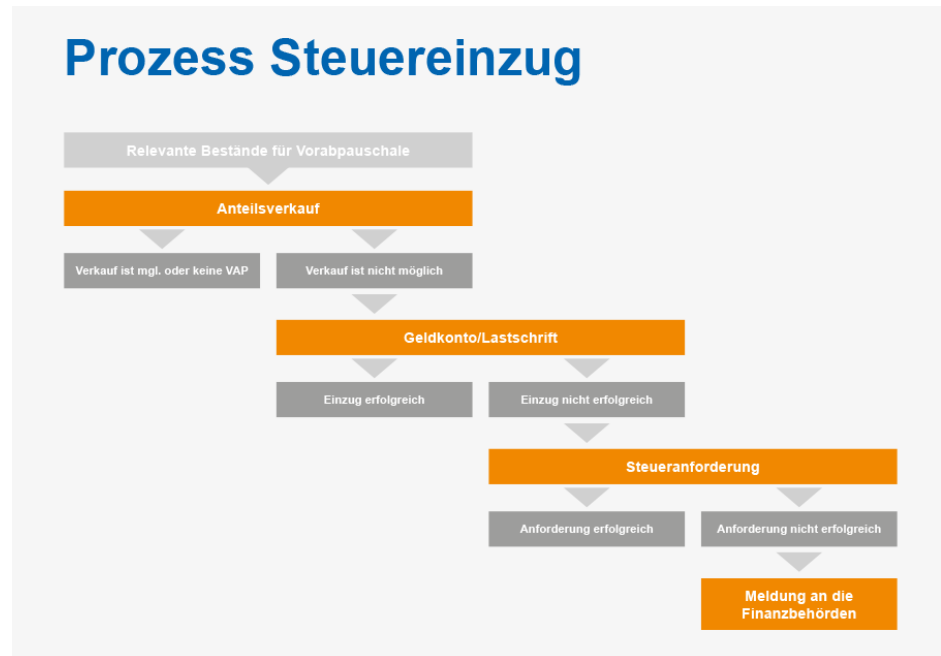 Prozess Steuereinzug
Relevante Bestände für Vorabpauschale
Anteilsverkauf
Verkauf ist mgl. oder keine VAP
Verkauf ist nicht möglich
Geldkonto/Lastschrift
Einzug erfolgreich
Einzug nicht erfolgreich
Steueranforderung
Anforderung erfolgreich
Anforderung nicht erfolgreich
Meldung an die
Finanzbehörden